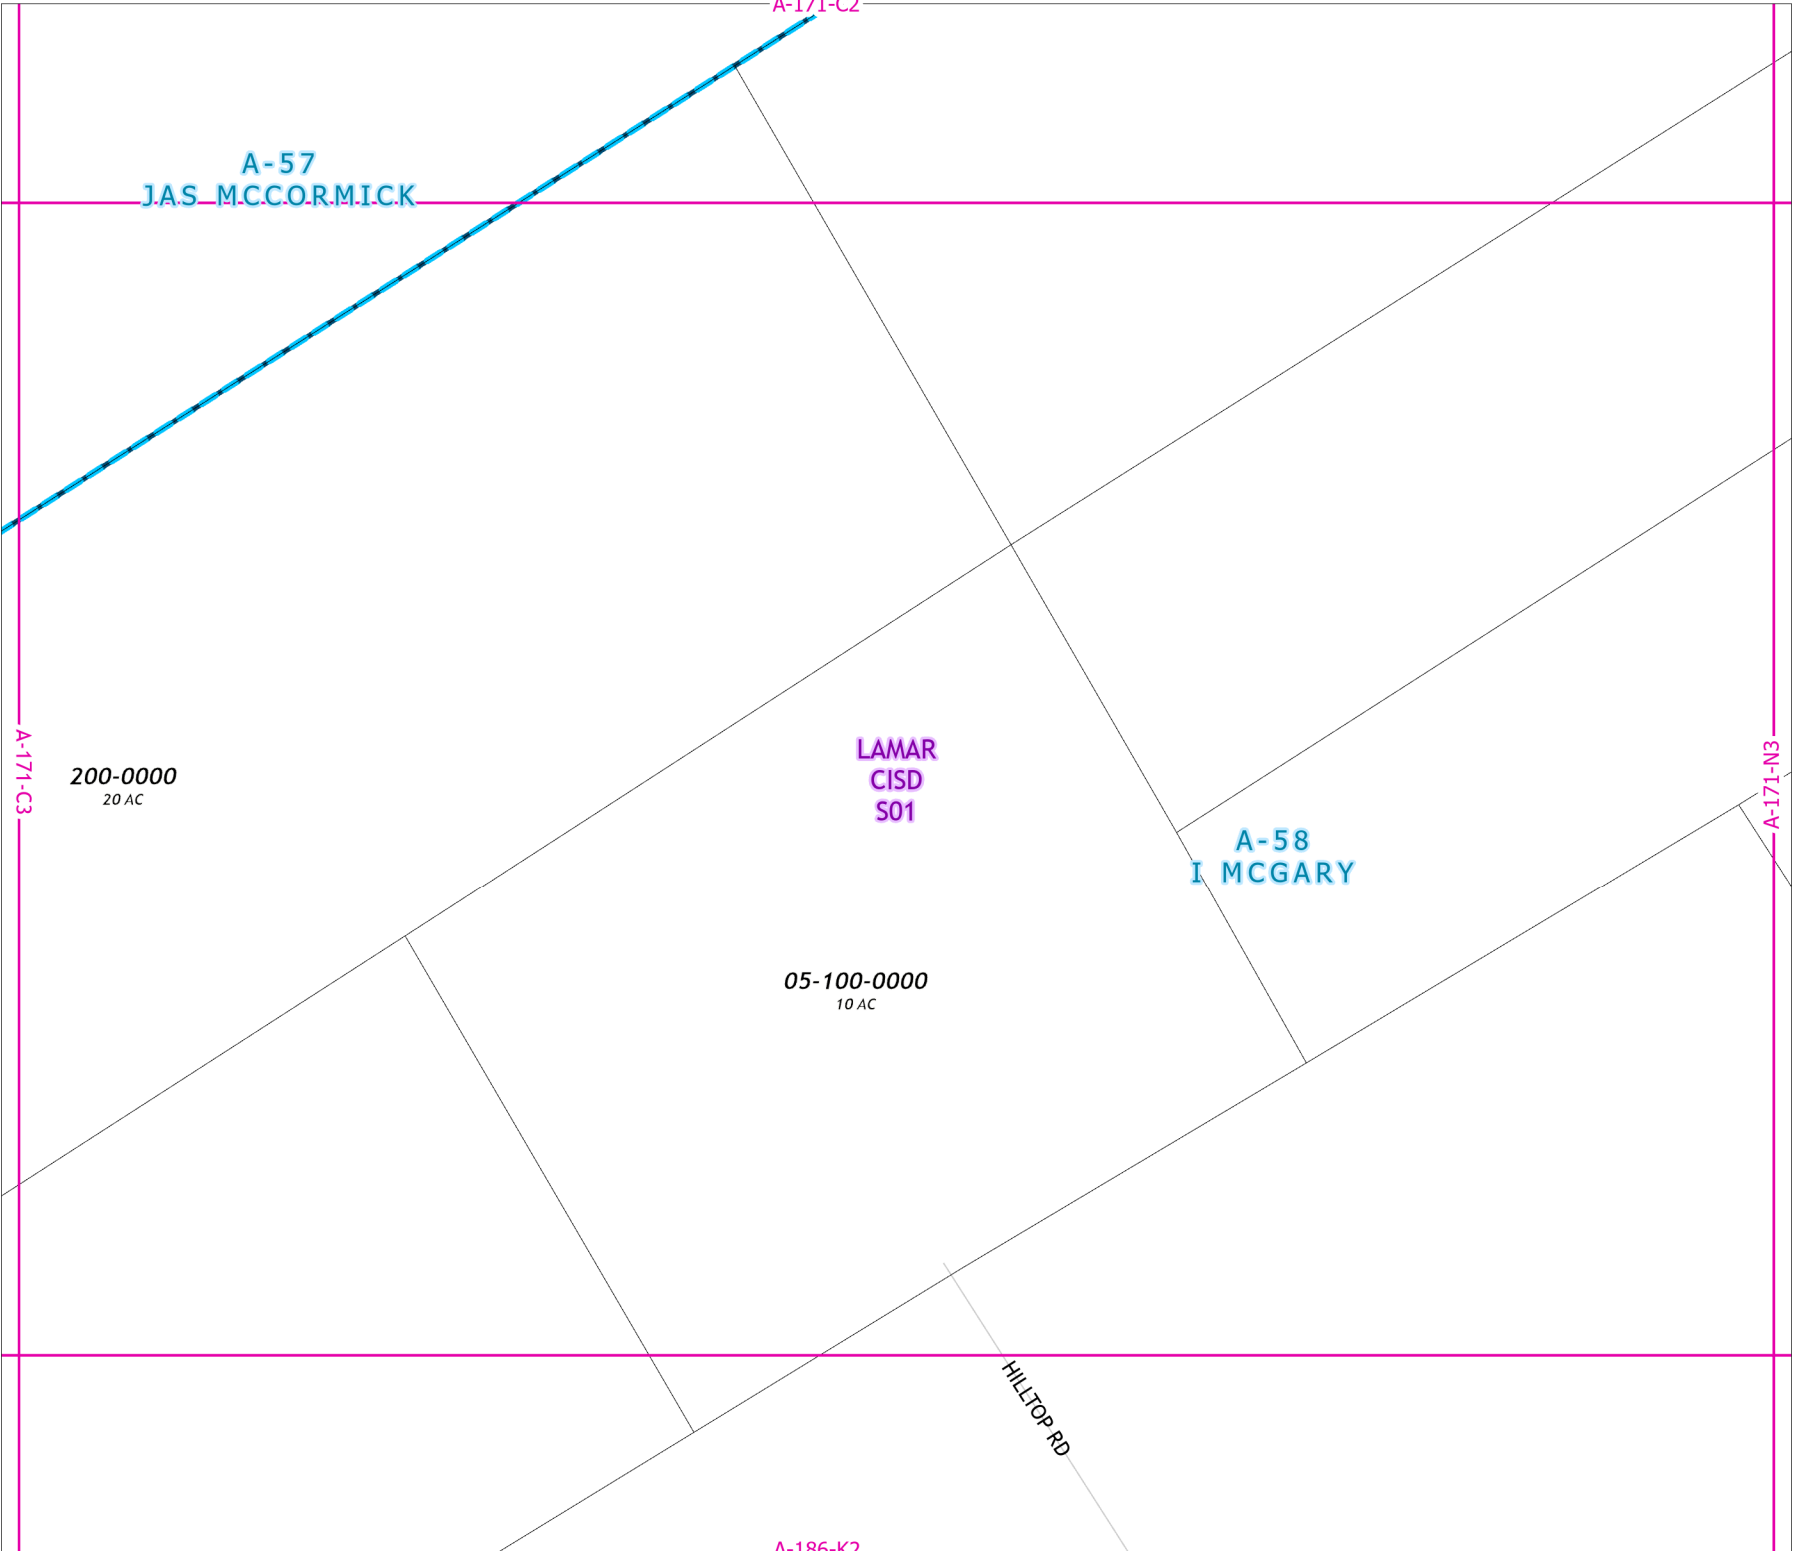 A-171-C2
A-57
JAS MCCORMICK
LAMAR
CISD
S01
A-171-C3
200-0000
20 AC
A-171-N3
A-58
I MCGARY
05-100-0000
10 AC
HILLTOP RD
A-186-K2